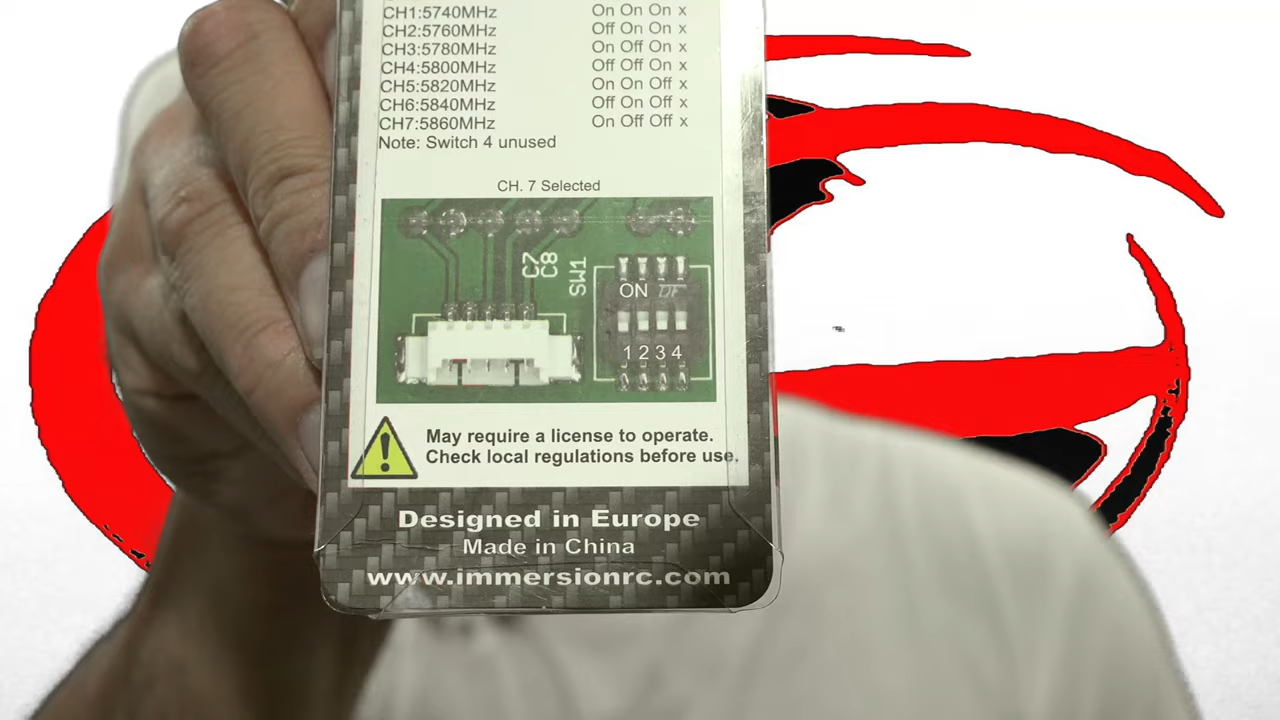 CH1:5740MHz On On On x
CH2:5760MHz Off On On x
CH3:5780MHz On Off On x
CH4:5800MHz Off Off On x
CH5:5820MHz On On Off x
CH6:5840MHz Off On Off x
CH7:5860MHz On Off Off x
Note: Switch 4 unused
CH. 7 Selected
C7
C8
SW1
ON
1 2 3 4
May require a license to operate.
Check local regulations before use.
Designed in Europe
Made in China
www.immersionrc.com